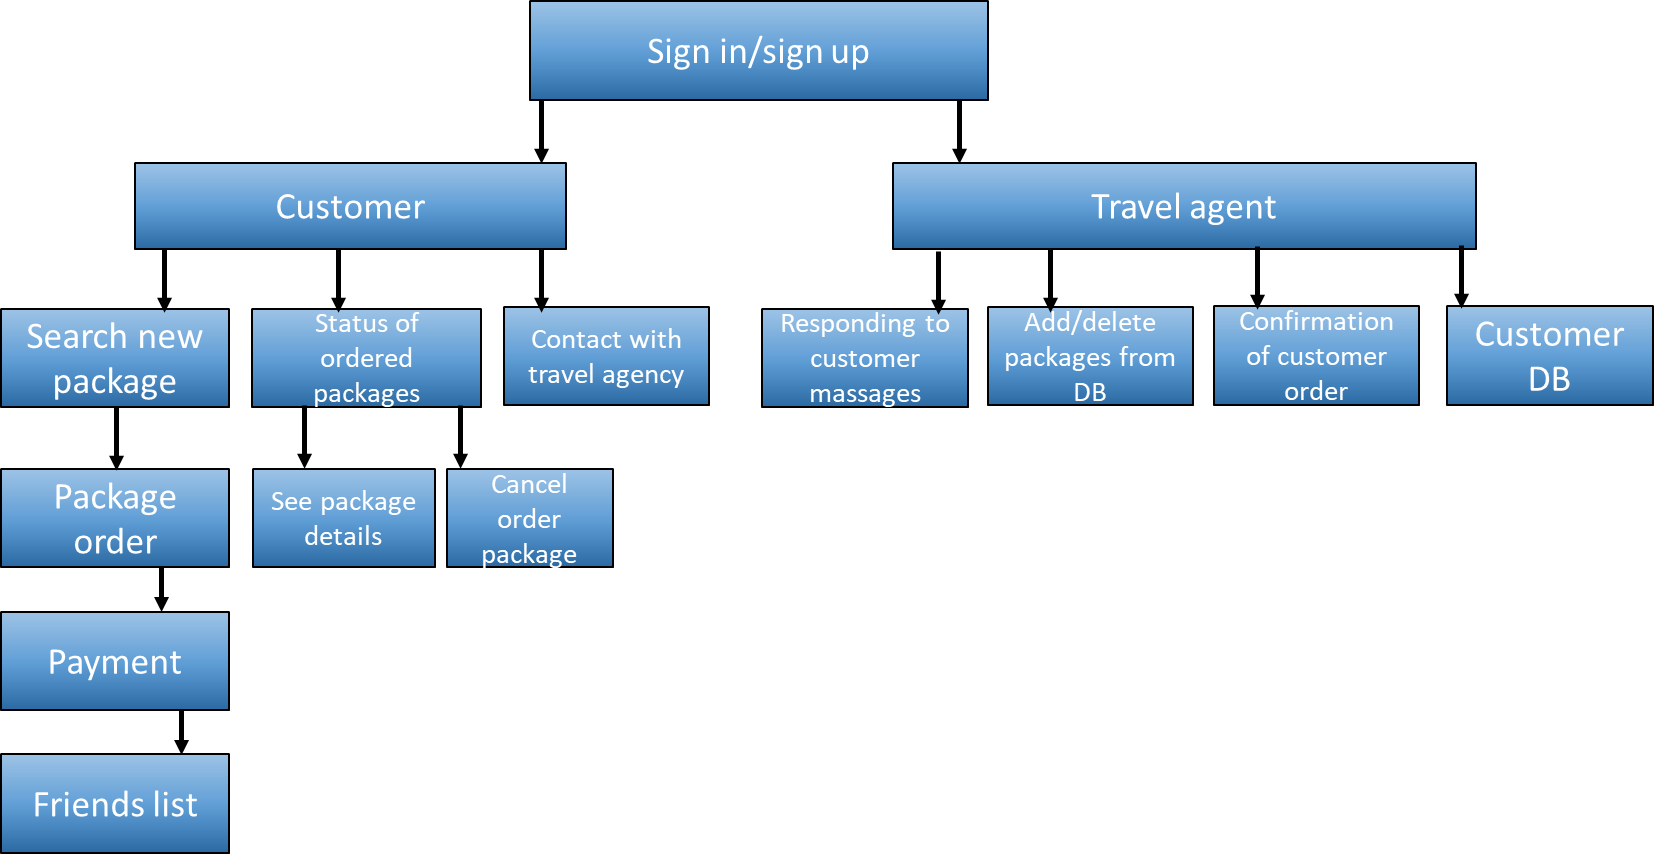 Sign in/sign up
Customer
Travel agent
Search new
package
Status of
ordered
packages
Contact with
travel agency
Responding to
customer
massages
Add/delete
packages from
DB
Confirmation
of customer
order
Customer
DB
Package
order
See package
details
Cancel
order
package
Payment
Friends list